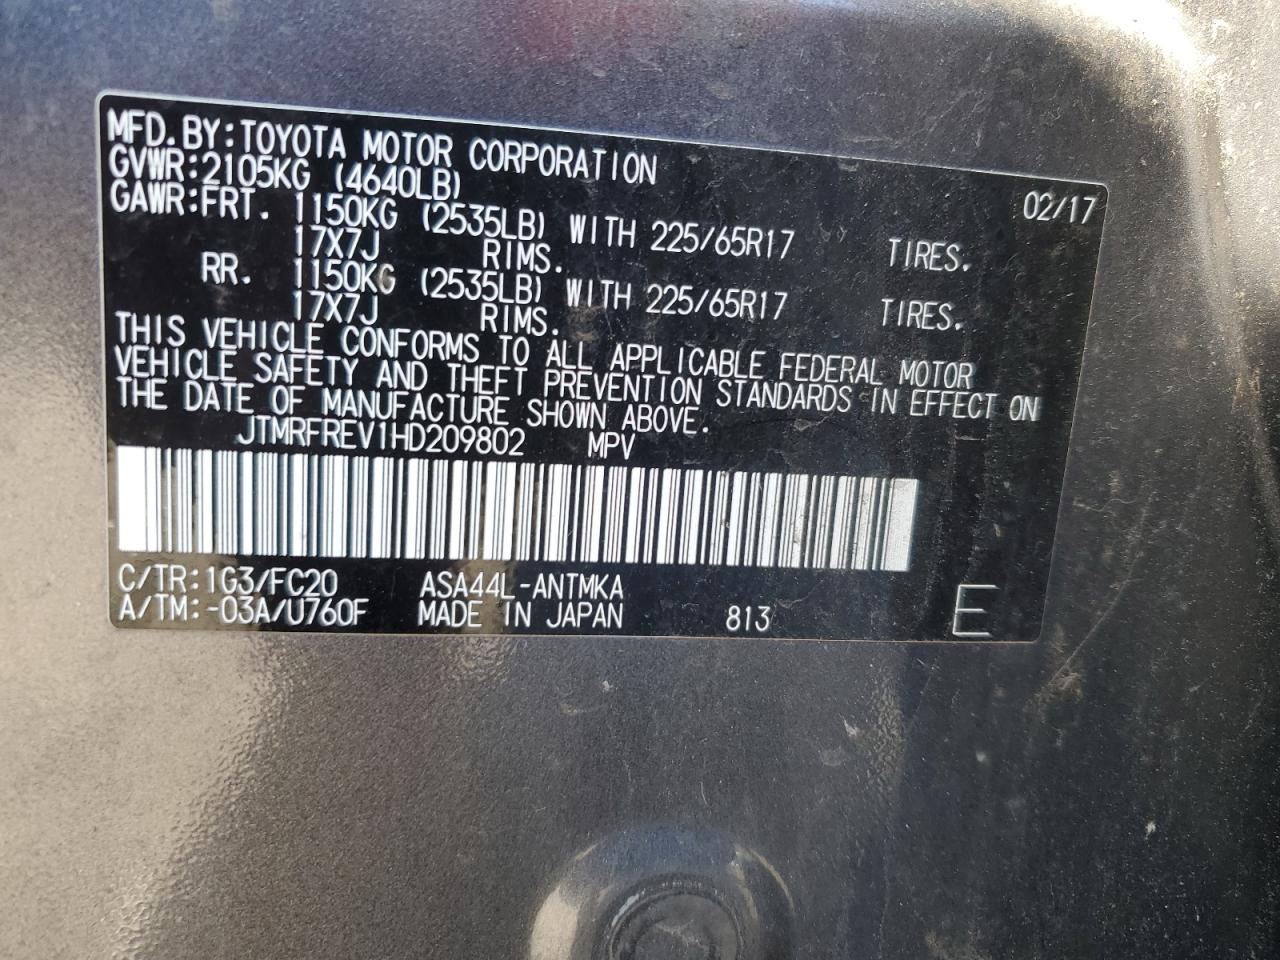 MFD.BY:TOYOTA MOTOR CORPORATION 02/17
GVWR:2105KG (4640LB)
GAWR:FRT. 1150KG (2535LB) WITH 225/65R17 TIRES.
17X7J RIMS.
RR. 1150KG (2535LB) WITH 225/65R17 TIRES.
17X7J RIMS.
THIS VEHICLE CONFORMS TO ALL APPLICABLE FEDERAL MOTOR
VEHICLE SAFETY AND THEFT PREVENTION STANDARDS IN EFFECT ON
THE DATE OF MANUFACTURE SHOWN ABOVE.
JTMRFREV1HD209802 MPV
C/TR:1G3/FC20 ASA44L-ANTMKA
A/TM:-03A/U760F MADE IN JAPAN 813 E